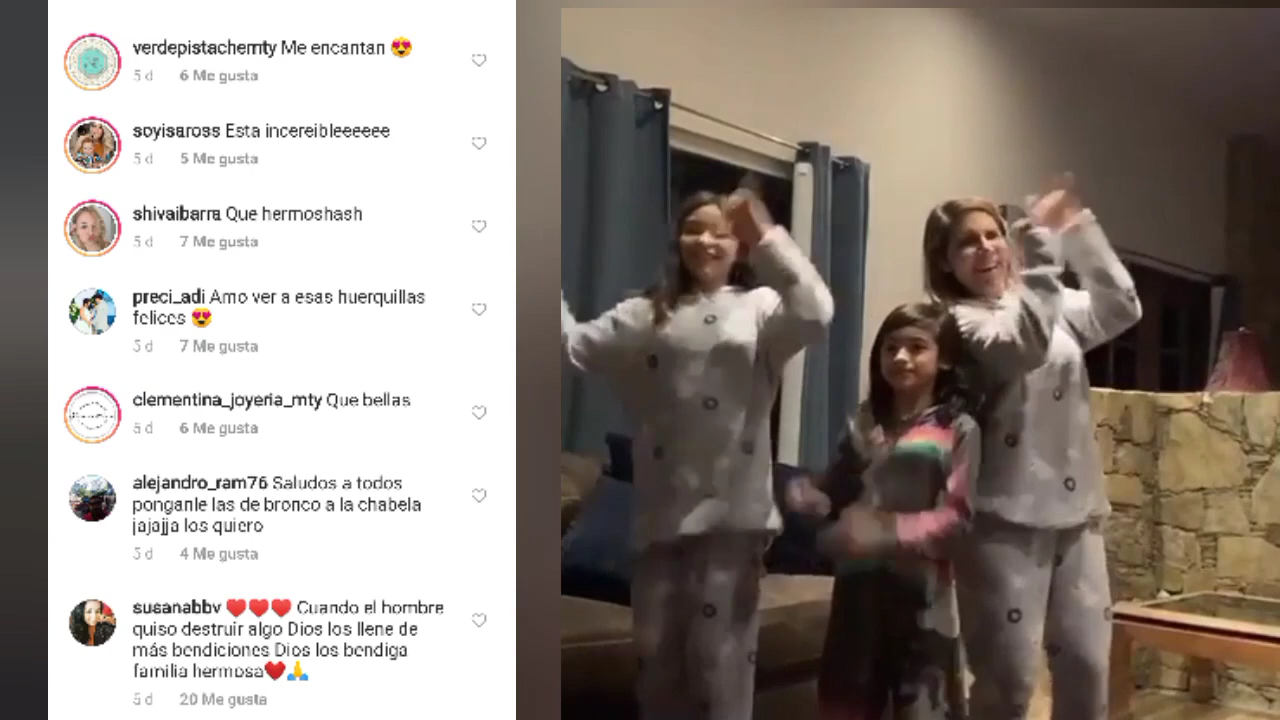 verdepistachemty Me encantan 😍
5 d 6 Me gusta
soyisaross Esta incereibleeeeee
5 d 5 Me gusta
shivaibarra Que hermoshash
5 d 7 Me gusta
preci_adi Amo ver a esas huerquillas
felices 😍
5 d 7 Me gusta
clementina_joyeria_mty Que bellas
5 d 6 Me gusta
alejandro_ram76 Saludos a todos
ponganle las de bronco a la chabela
jajajja los quiero
5 d 4 Me gusta
susanabbv ❤️❤️❤️ Cuando el hombre
quiso destruir algo Dios los llene de
más bendiciones Dios los bendiga
familia hermosa❤️🙏
5 d 20 Me gusta